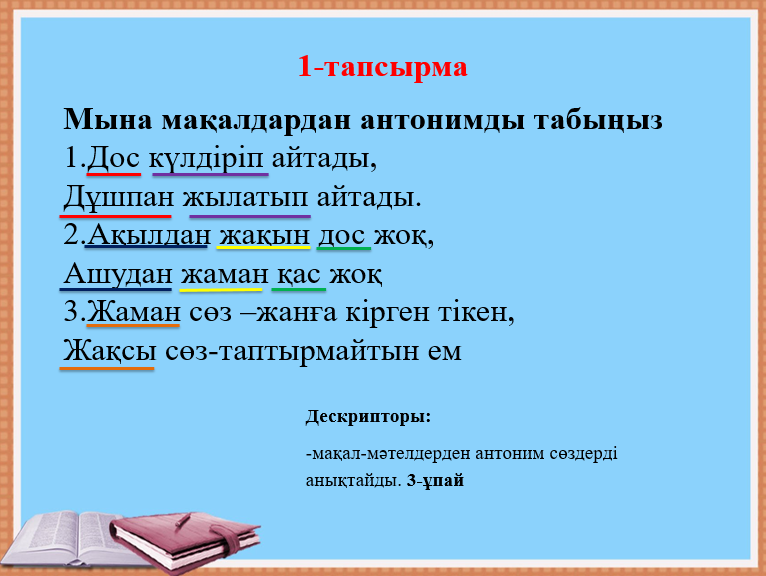 1-тапсырма
Мына мақалдардан антонимды табыңыз
1.Дос күлдіріп айтады,
Дұшпан жылатып айтады.
2.Ақылдан жақын дос жоқ,
Ашудан жаман қас жоқ
3.Жаман сөз –жанға кірген тікен,
Жақсы сөз-таптырмайтын ем
Дескрипторы:
-мақал-мәтелдерден антоним сөздерді
анықтайды. 3-ұпай